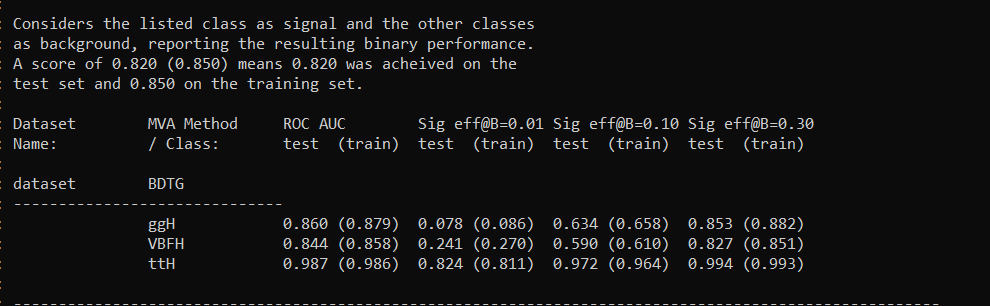 :
: Considers the listed class as signal and the other classes
: as background, reporting the resulting binary performance.
: A score of 0.820 (0.850) means 0.820 was acheived on the
: test set and 0.850 on the training set.
:
: Dataset        MVA Method     ROC AUC        Sig eff@B=0.01 Sig eff@B=0.10 Sig eff@B=0.30
: Name:          / Class:       test  (train)  test  (train)  test  (train)  test  (train)
:
: dataset        BDTG
: ------------------------------
:                ggH            0.860 (0.879)  0.078 (0.086)  0.634 (0.658)  0.853 (0.882)
:                VBFH           0.844 (0.858)  0.241 (0.270)  0.590 (0.610)  0.827 (0.851)
:                ttH            0.987 (0.986)  0.824 (0.811)  0.972 (0.964)  0.994 (0.993)
:
: -------------------------------------------------------------------------------------------------------